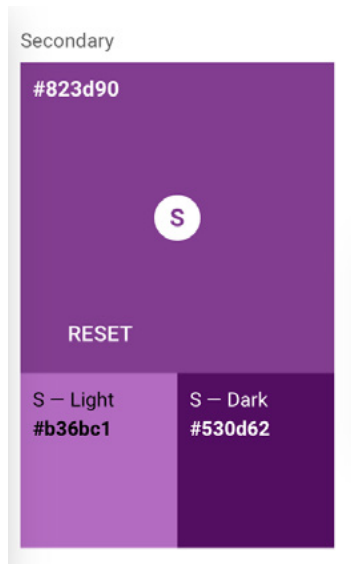 Secondary
#823d90
S
RESET
S — Light
#b36bc1
S — Dark
#530d62